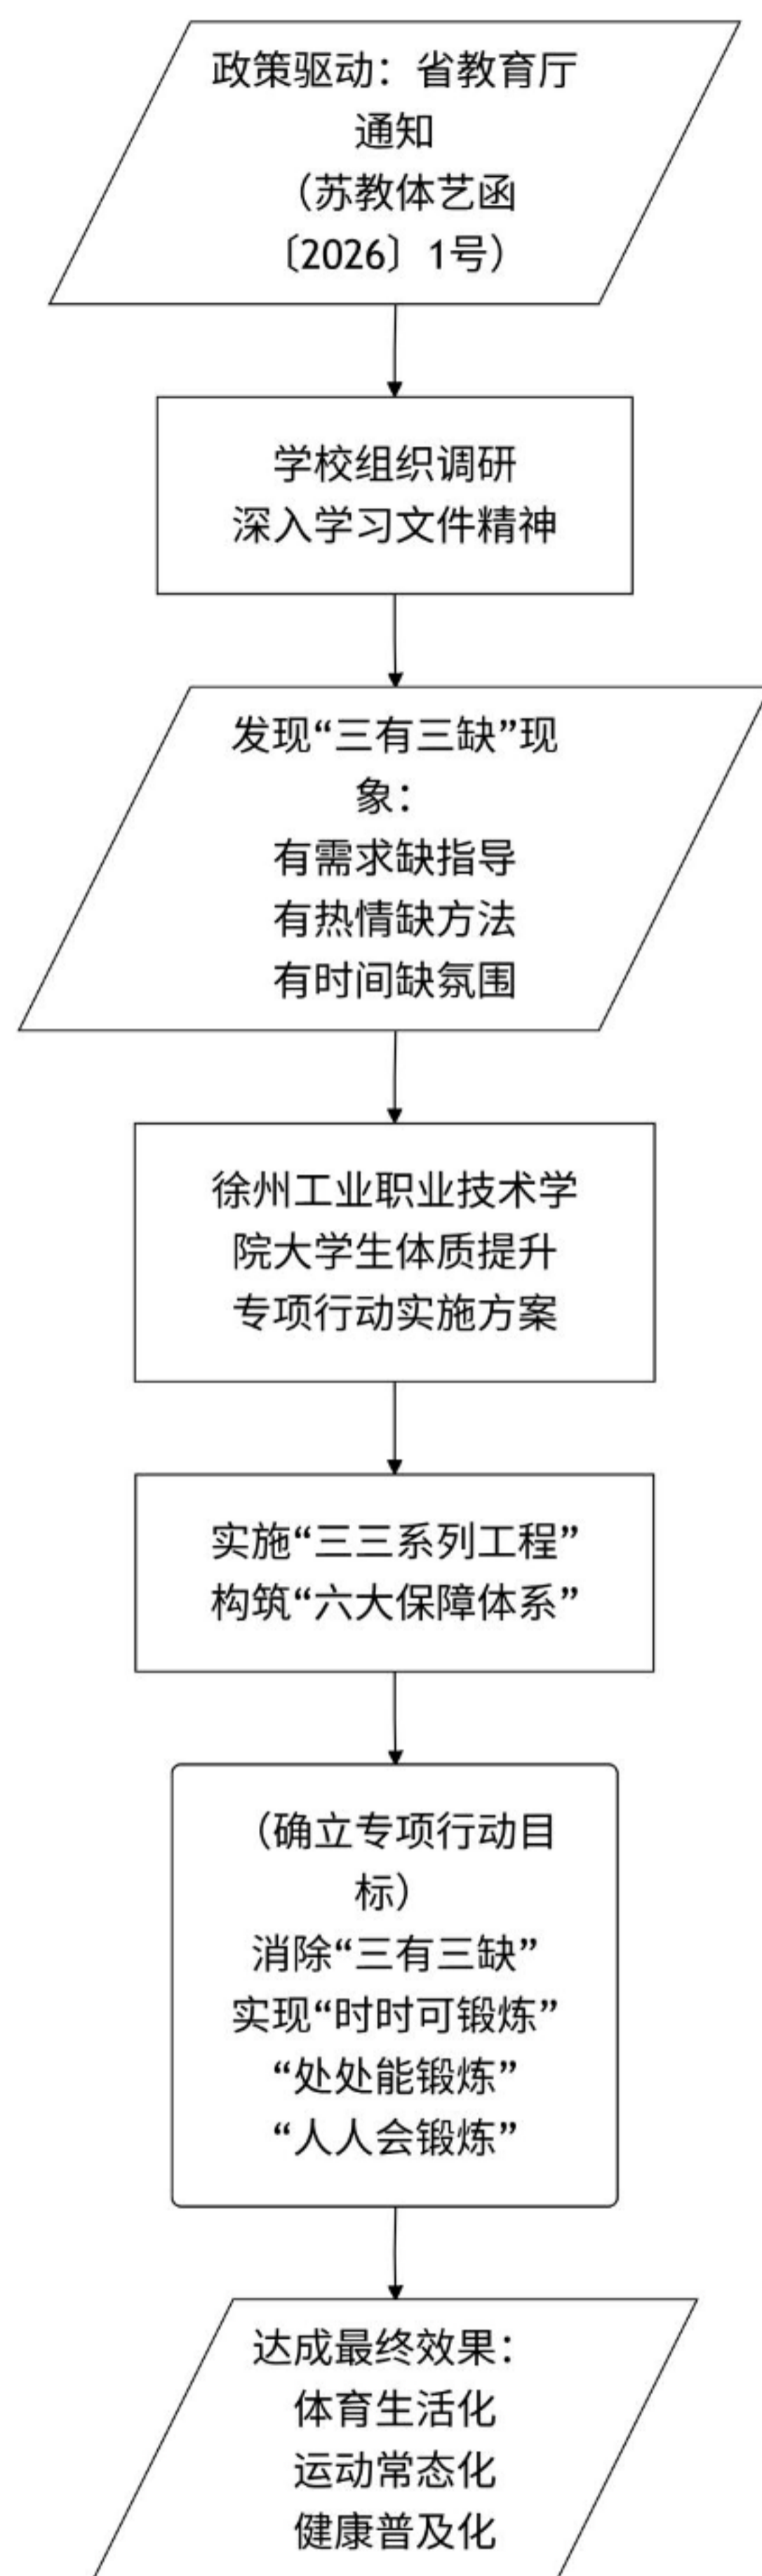 政策驱动：省教育厅
通知
（苏教体艺函
〔2026〕1号）
学校组织调研
深入学习文件精神
发现“三有三缺”现
象：
有需求缺指导
有热情缺方法
有时间缺氛围
徐州工业职业技术学
院大学生体质提升
专项行动实施方案
实施“三三系列工程”
构筑“六大保障体系”
（确立专项行动目
标）
消除“三有三缺”
实现“时时可锻炼”
“处处能锻炼”
“人人会锻炼”
达成最终效果：
体育生活化
运动常态化
健康普及化